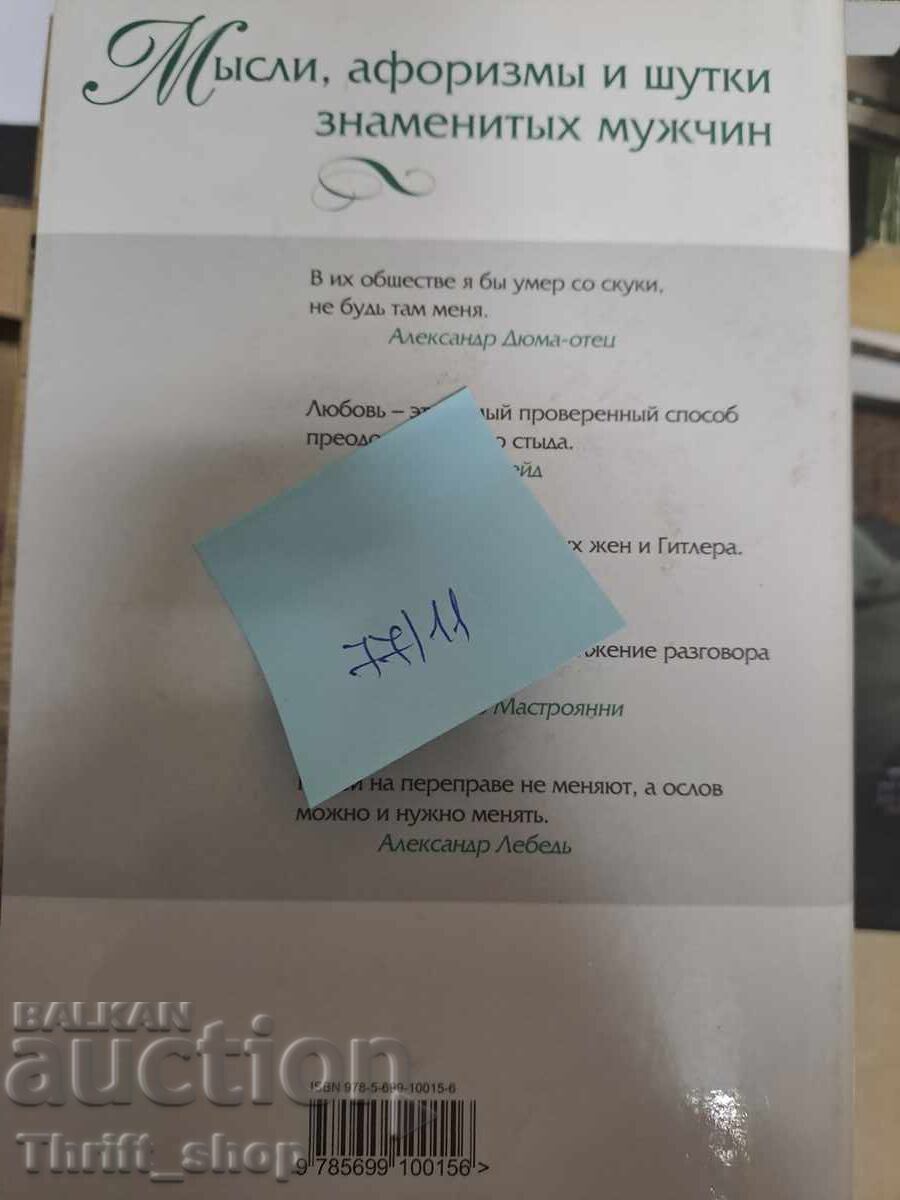 Мысли, афоризмы и шутки
знаменитых мужчин
В их обществе я бы умер со скуки,
не будь там меня.
Александр Дюма-отец
Любовь – проверенный способ
стыда.
жен и Гитлера.
разговора
Мастроянни
на переправе не меняют, а ослов
можно и нужно менять.
Александр Лебедь
77/11
BALKAN
auction
ISBN 978-5-699-10015-6
Thrift_shop
9 785699 100156 >